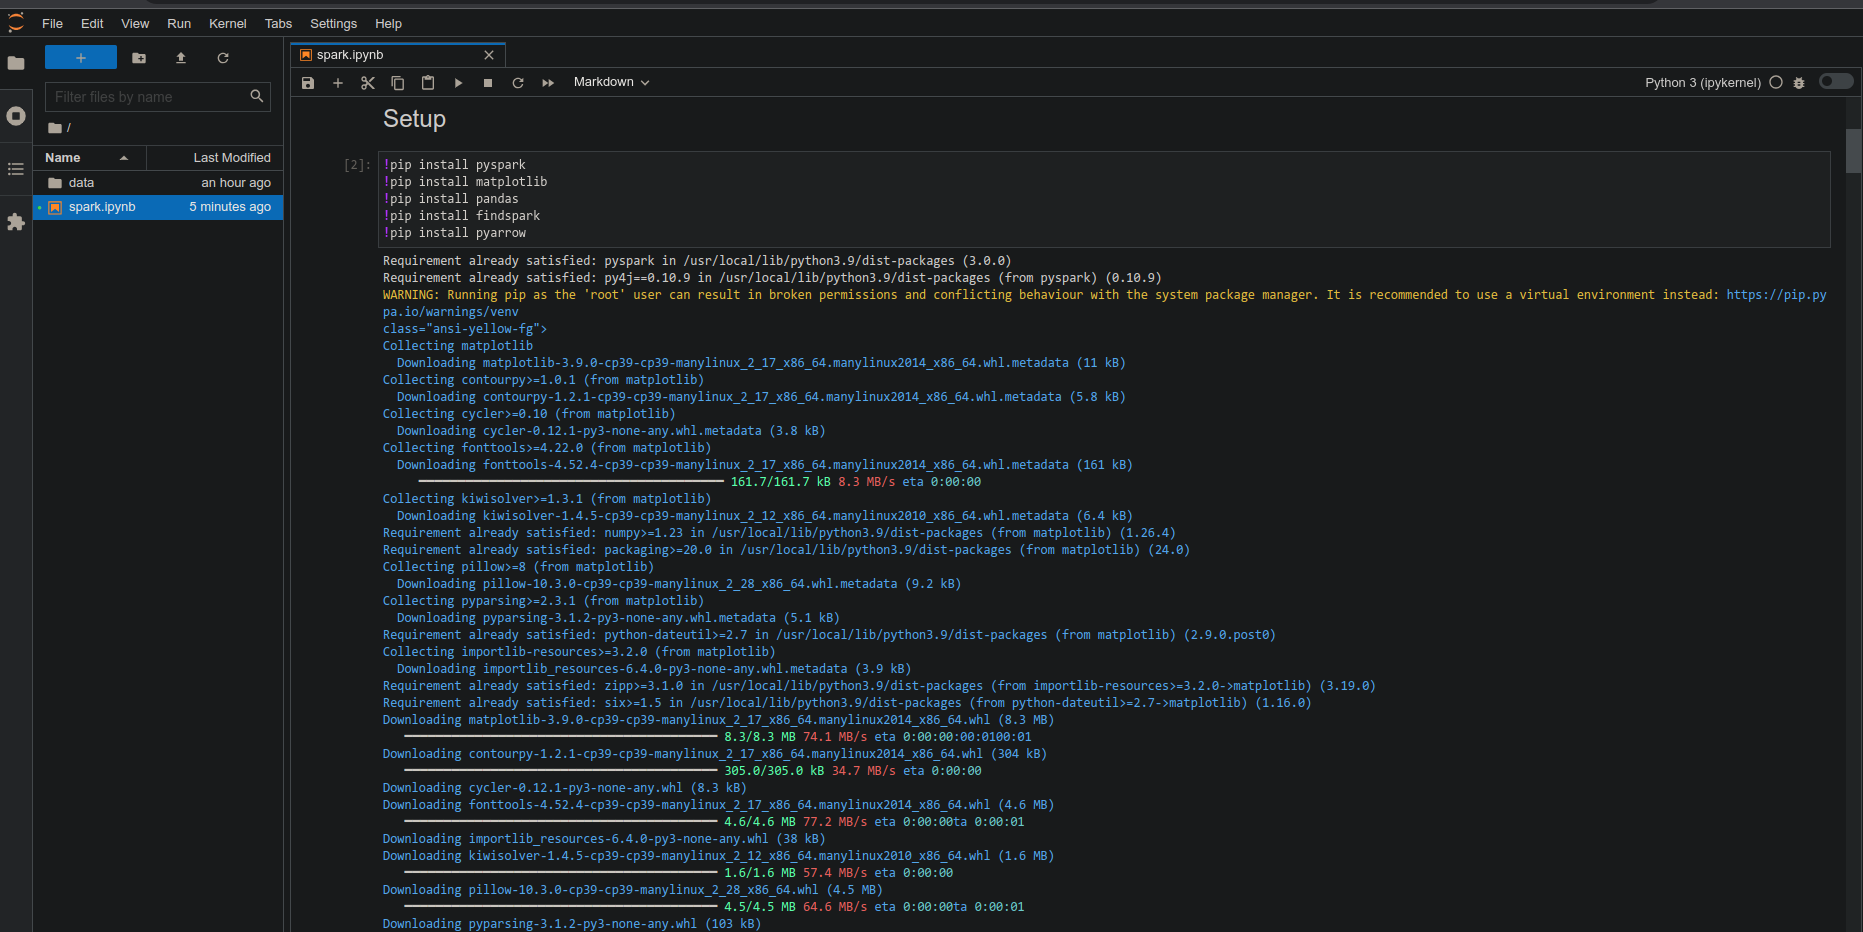 File Edit View Run Kernel Tabs Settings Help
spark.ipynb
Filter files by name
Markdown
Python 3 (ipykernel)
/
Name Last Modified
data an hour ago
spark.ipynb 5 minutes ago
Setup
[2]:
!pip install pyspark
!pip install matplotlib
!pip install pandas
!pip install findspark
!pip install pyarrow
Requirement already satisfied: pyspark in /usr/local/lib/python3.9/dist-packages (3.0.0)
Requirement already satisfied: py4j==0.10.9 in /usr/local/lib/python3.9/dist-packages (from pyspark) (0.10.9)
WARNING: Running pip as the 'root' user can result in broken permissions and conflicting behaviour with the system package manager. It is recommended to use a virtual environment instead: https://pip.py
pa.io/warnings/venv
class="ansi-yellow-fg">
Collecting matplotlib
Downloading matplotlib-3.9.0-cp39-cp39-manylinux_2_17_x86_64.manylinux2014_x86_64.whl.metadata (11 kB)
Collecting contourpy>=1.0.1 (from matplotlib)
Downloading contourpy-1.2.1-cp39-cp39-manylinux_2_17_x86_64.manylinux2014_x86_64.whl.metadata (5.8 kB)
Collecting cycler>=0.10 (from matplotlib)
Downloading cycler-0.12.1-py3-none-any.whl.metadata (3.8 kB)
Collecting fonttools>=4.22.0 (from matplotlib)
Downloading fonttools-4.52.4-cp39-cp39-manylinux_2_17_x86_64.manylinux2014_x86_64.whl.metadata (161 kB)
161.7/161.7 kB 8.3 MB/s eta 0:00:00
Collecting kiwisolver>=1.3.1 (from matplotlib)
Downloading kiwisolver-1.4.5-cp39-cp39-manylinux_2_12_x86_64.manylinux2010_x86_64.whl.metadata (6.4 kB)
Requirement already satisfied: numpy>=1.23 in /usr/local/lib/python3.9/dist-packages (from matplotlib) (1.26.4)
Requirement already satisfied: packaging>=20.0 in /usr/local/lib/python3.9/dist-packages (from matplotlib) (24.0)
Collecting pillow>=8 (from matplotlib)
Downloading pillow-10.3.0-cp39-cp39-manylinux_2_28_x86_64.whl.metadata (9.2 kB)
Collecting pyparsing>=2.3.1 (from matplotlib)
Downloading pyparsing-3.1.2-py3-none-any.whl.metadata (5.1 kB)
Requirement already satisfied: python-dateutil>=2.7 in /usr/local/lib/python3.9/dist-packages (from matplotlib) (2.9.0.post0)
Collecting importlib-resources>=3.2.0 (from matplotlib)
Downloading importlib_resources-6.4.0-py3-none-any.whl.metadata (3.9 kB)
Requirement already satisfied: zipp>=3.1.0 in /usr/local/lib/python3.9/dist-packages (from importlib-resources>=3.2.0->matplotlib) (3.19.0)
Requirement already satisfied: six>=1.5 in /usr/local/lib/python3.9/dist-packages (from python-dateutil>=2.7->matplotlib) (1.16.0)
Downloading matplotlib-3.9.0-cp39-cp39-manylinux_2_17_x86_64.manylinux2014_x86_64.whl (8.3 MB)
8.3/8.3 MB 74.1 MB/s eta 0:00:00:00:0100:01
Downloading contourpy-1.2.1-cp39-cp39-manylinux_2_17_x86_64.manylinux2014_x86_64.whl (304 kB)
305.0/305.0 kB 34.7 MB/s eta 0:00:00
Downloading cycler-0.12.1-py3-none-any.whl (8.3 kB)
Downloading fonttools-4.52.4-cp39-cp39-manylinux_2_17_x86_64.manylinux2014_x86_64.whl (4.6 MB)
4.6/4.6 MB 77.2 MB/s eta 0:00:00ta 0:00:01
Downloading importlib_resources-6.4.0-py3-none-any.whl (38 kB)
Downloading kiwisolver-1.4.5-cp39-cp39-manylinux_2_12_x86_64.manylinux2010_x86_64.whl (1.6 MB)
1.6/1.6 MB 57.4 MB/s eta 0:00:00
Downloading pillow-10.3.0-cp39-cp39-manylinux_2_28_x86_64.whl (4.5 MB)
4.5/4.5 MB 64.6 MB/s eta 0:00:00ta 0:00:01
Downloading pyparsing-3.1.2-py3-none-any.whl (103 kB)